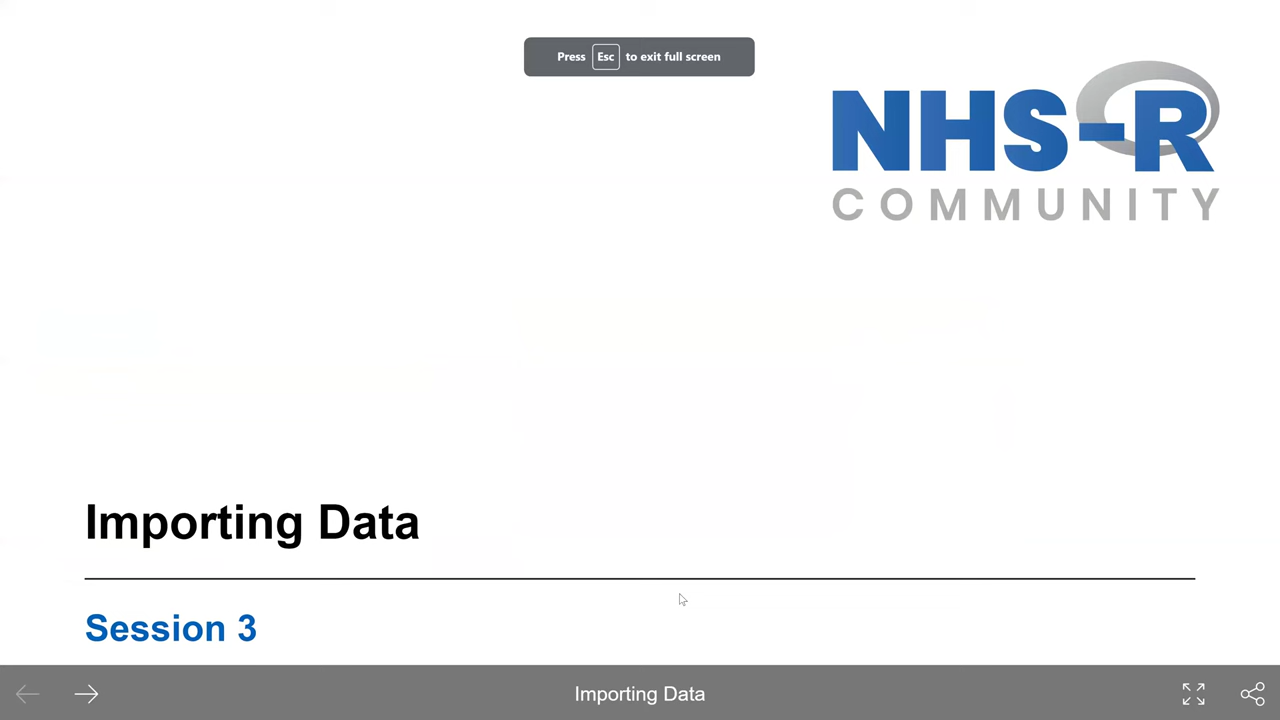 Press Esc to exit full screen
NHS-R
COMMUNITY
Importing Data
Session 3
Importing Data